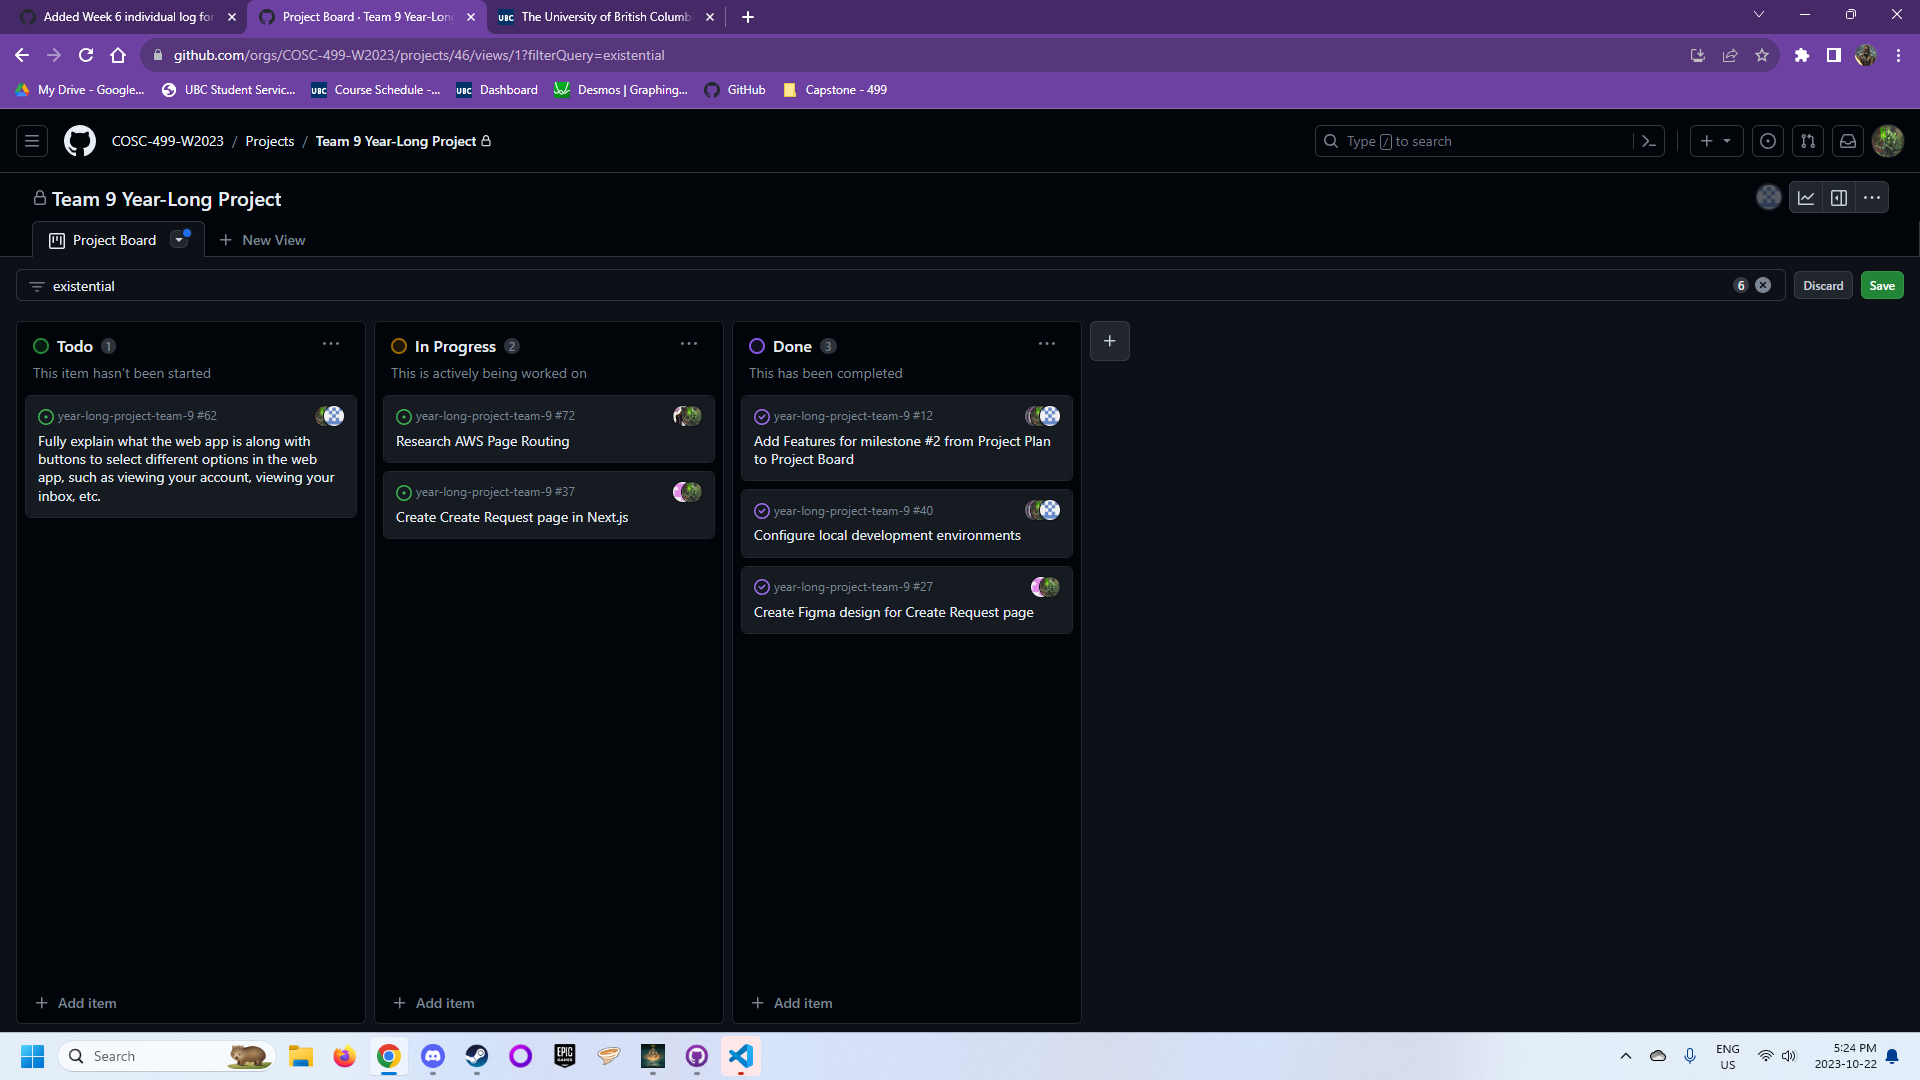 Added Week 6 individual log for
Project Board · Team 9 Year-Long
UBC The University of British Columb
github.com/orgs/COSC-499-W2023/projects/46/views/1?filterQuery=existential
My Drive - Google...
UBC Student Servic...
UBC Course Schedule -...
UBC Dashboard
Desmos | Graphing...
GitHub
Capstone - 499
COSC-499-W2023 / Projects / Team 9 Year-Long Project
Type / to search
Team 9 Year-Long Project
Project Board
New View
existential
6
Discard
Save
Todo 1
This item hasn't been started
year-long-project-team-9 #62
Fully explain what the web app is along with
buttons to select different options in the web
app, such as viewing your account, viewing your
inbox, etc.
Add item
In Progress 2
This is actively being worked on
year-long-project-team-9 #72
Research AWS Page Routing
year-long-project-team-9 #37
Create Create Request page in Next.js
Add item
Done 3
This has been completed
year-long-project-team-9 #12
Add Features for milestone #2 from Project Plan
to Project Board
year-long-project-team-9 #40
Configure local development environments
year-long-project-team-9 #27
Create Figma design for Create Request page
Add item
Search
EPIC
GAMES
ENG
US
5:24 PM
2023-10-22